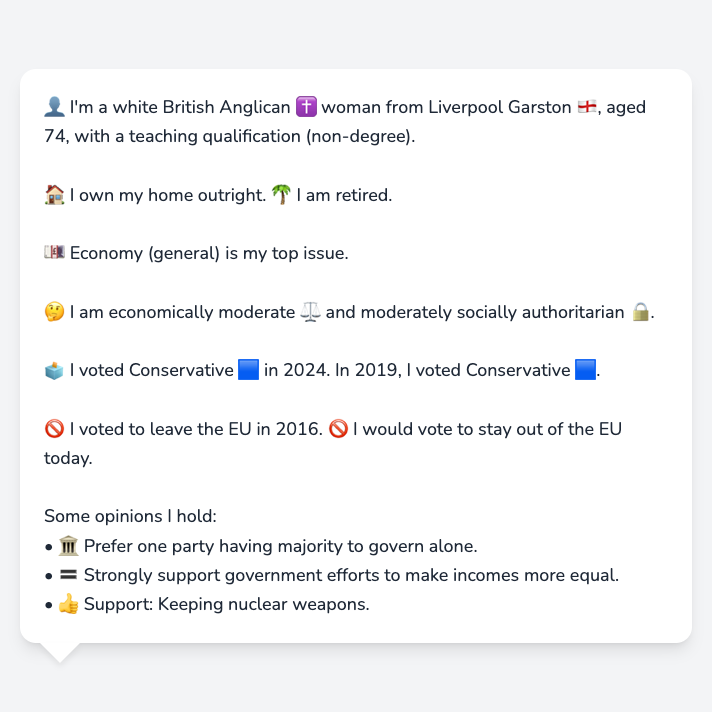 👤 I'm a white British Anglican ✝️ woman from Liverpool Garston 🏴󠁧󠁢󠁥󠁮󠁧󠁿, aged
74, with a teaching qualification (non-degree).
🏠 I own my home outright. 🌴 I am retired.
💷 Economy (general) is my top issue.
🤔 I am economically moderate ⚖️ and moderately socially authoritarian 🔒.
🗳️ I voted Conservative 🟦 in 2024. In 2019, I voted Conservative 🟦.
🚫 I voted to leave the EU in 2016. 🚫 I would vote to stay out of the EU
today.
Some opinions I hold:
• 🏛️ Prefer one party having majority to govern alone.
• 🟰 Strongly support government efforts to make incomes more equal.
• 👍 Support: Keeping nuclear weapons.